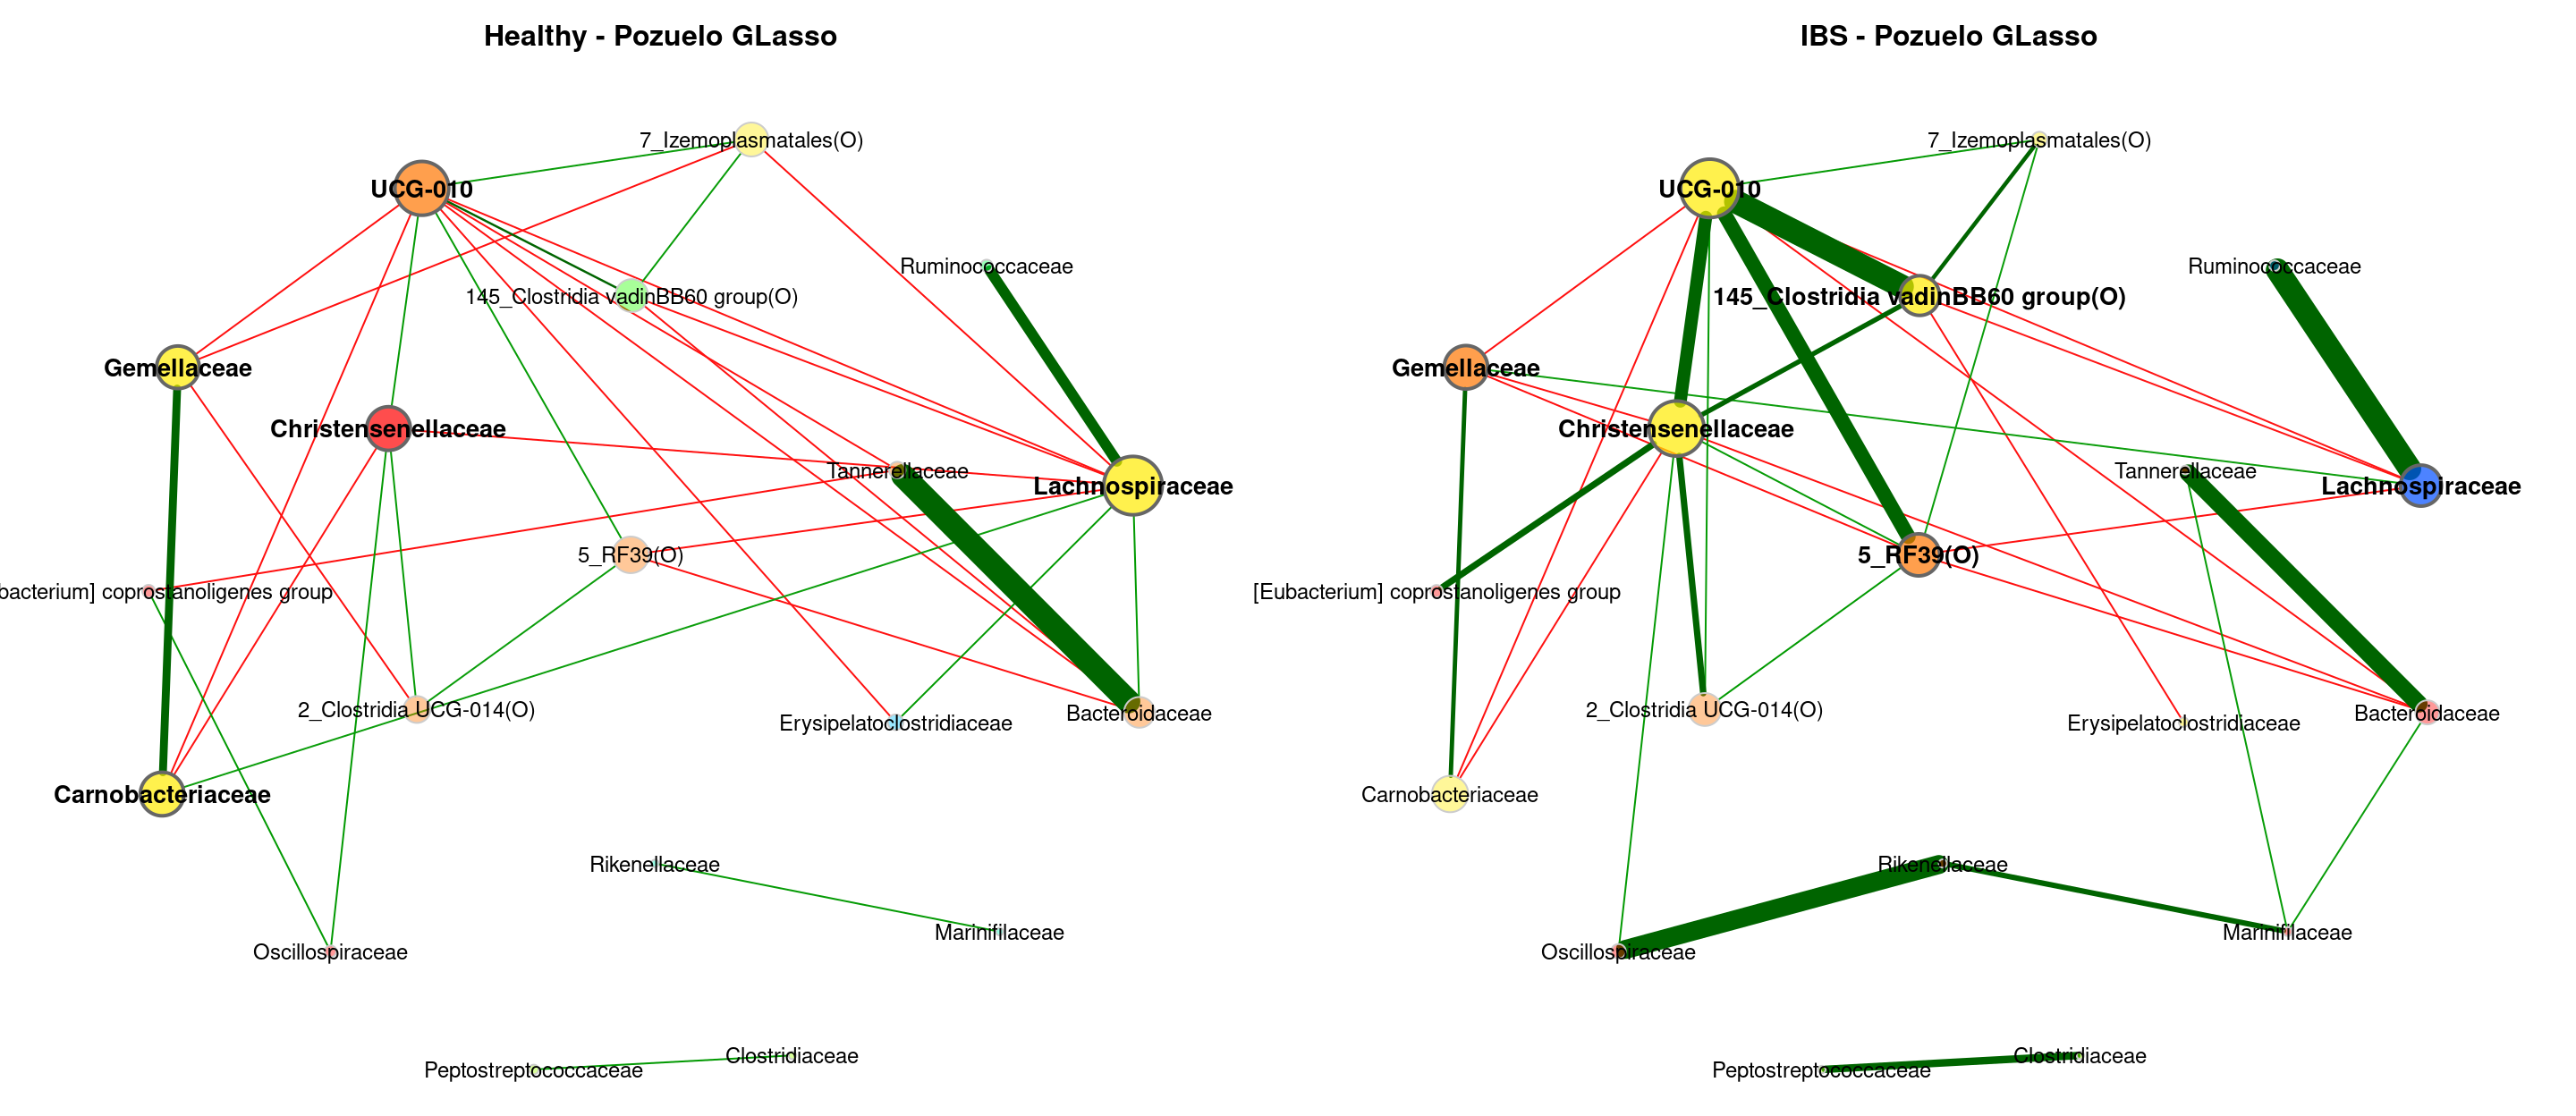 Healthy - Pozuelo GLasso
7_Izemoplasmatales(O)
UCG-010
Ruminococcaceae
145_Clostridia vadinBB60 group(O)
Gemellaceae
Christensenellaceae
Tannerellaceae
Lachnospiraceae
5_RF39(O)
bacterium] coprostanoligenes group
2_Clostridia UCG-014(O)
Erysipelatoclostridiaceae
Bacteroidaceae
Carnobacteriaceae
Rikenellaceae
Marinifilaceae
Oscillospiraceae
Clostridiaceae
Peptostreptococcaceae
IBS - Pozuelo GLasso
7_Izemoplasmatales(O)
UCG-010
Ruminococcaceae
145_Clostridia vadinBB60 group(O)
Gemellaceae
Christensenellaceae
Tannerellaceae
Lachnospiraceae
5_RF39(O)
[Eubacterium] coprostanoligenes group
2_Clostridia UCG-014(O)
Erysipelatoclostridiaceae
Bacteroidaceae
Carnobacteriaceae
Rikenellaceae
Marinifilaceae
Oscillospiraceae
Clostridiaceae
Peptostreptococcaceae